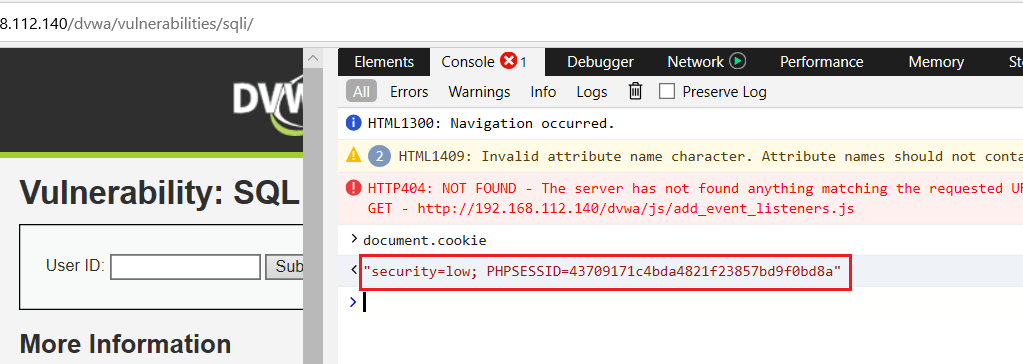 8.112.140/dvwa/vulnerabilities/sqli/
DVW
Vulnerability: SQL
User ID:
Sub
More Information
Elements Console 1 Debugger Network Performance Memory St
All Errors Warnings Info Logs Preserve Log
HTML1300: Navigation occurred.
2 HTML1409: Invalid attribute name character. Attribute names should not conta
HTTP404: NOT FOUND - The server has not found anything matching the requested UR
GET - http://192.168.112.140/dvwa/js/add_event_listeners.js
> document.cookie
< "security=low; PHPSESSID=43709171c4bda4821f23857bd9f0bd8a"
>